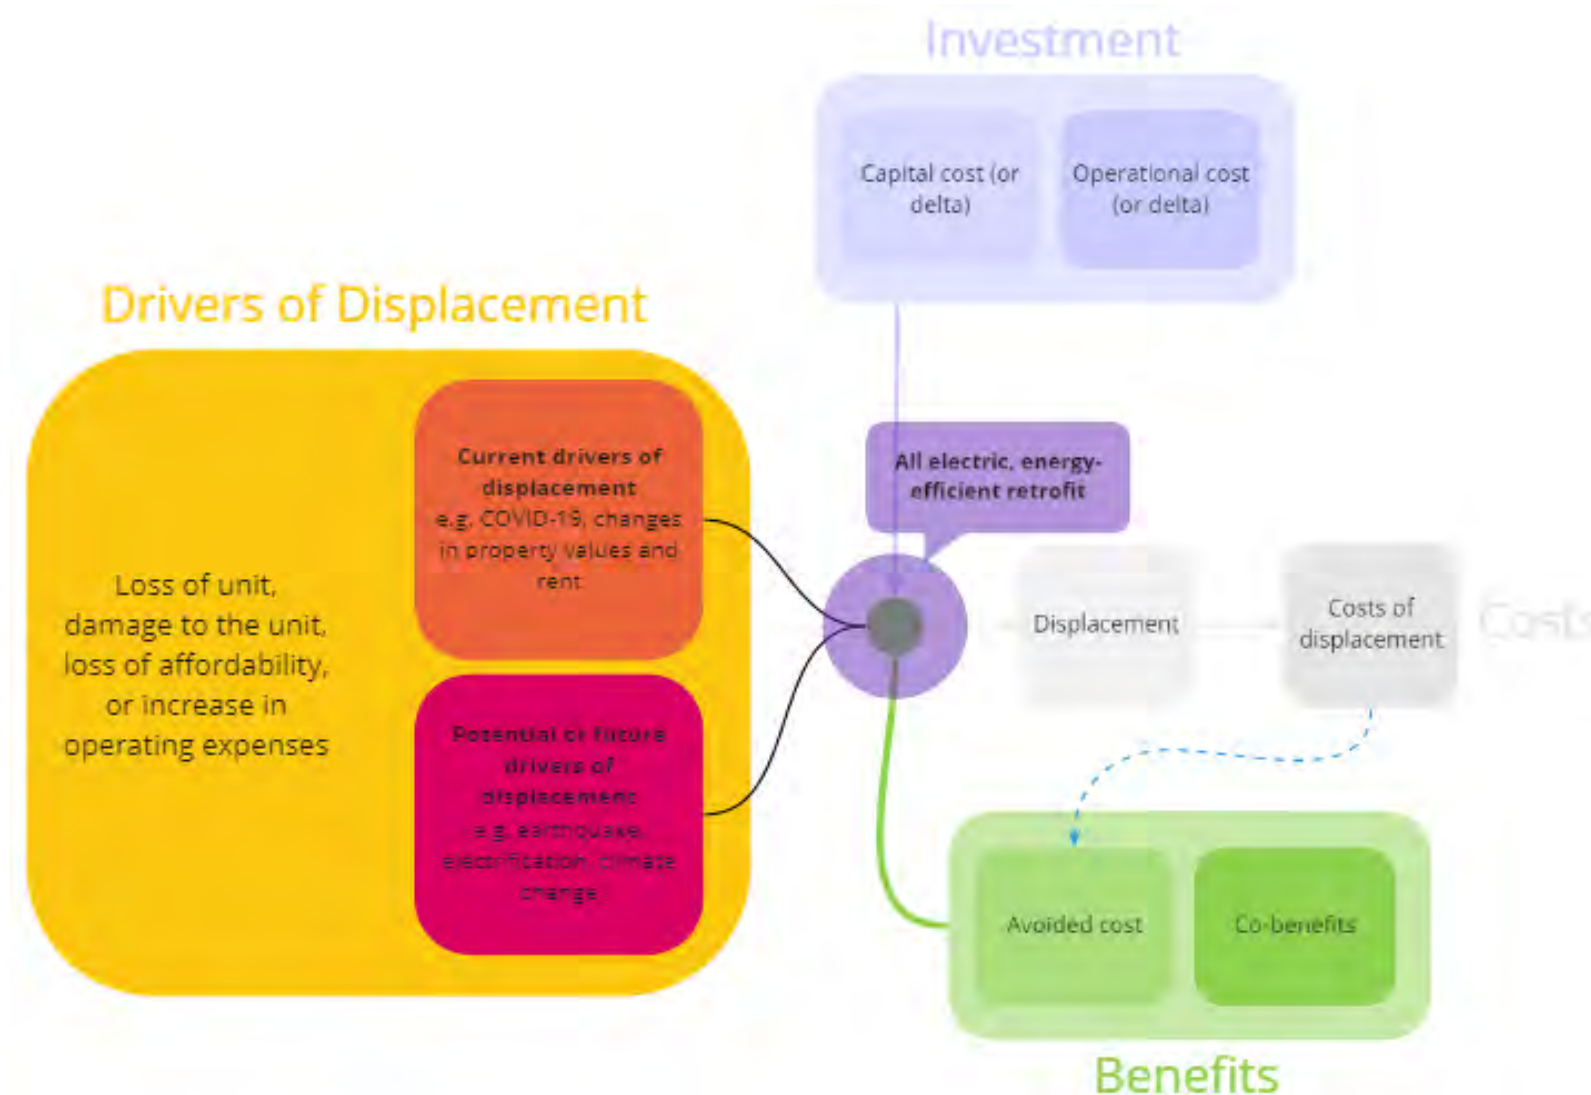 Investment
Capital cost (or
delta)
Operational cost
(or delta)
Drivers of Displacement
Loss of unit,
damage to the unit,
loss of affordability,
or increase in
operating expenses
Current drivers of
displacement
e.g. COVID-19, changes
in property values and
rent
Potential or future
drivers of
displacement
e.g. earthquake,
electrification, climate
change
All electric, energy-
efficient retrofit
Displacement
Costs of
displacement
Costs
Avoided cost
Co-benefits
Benefits